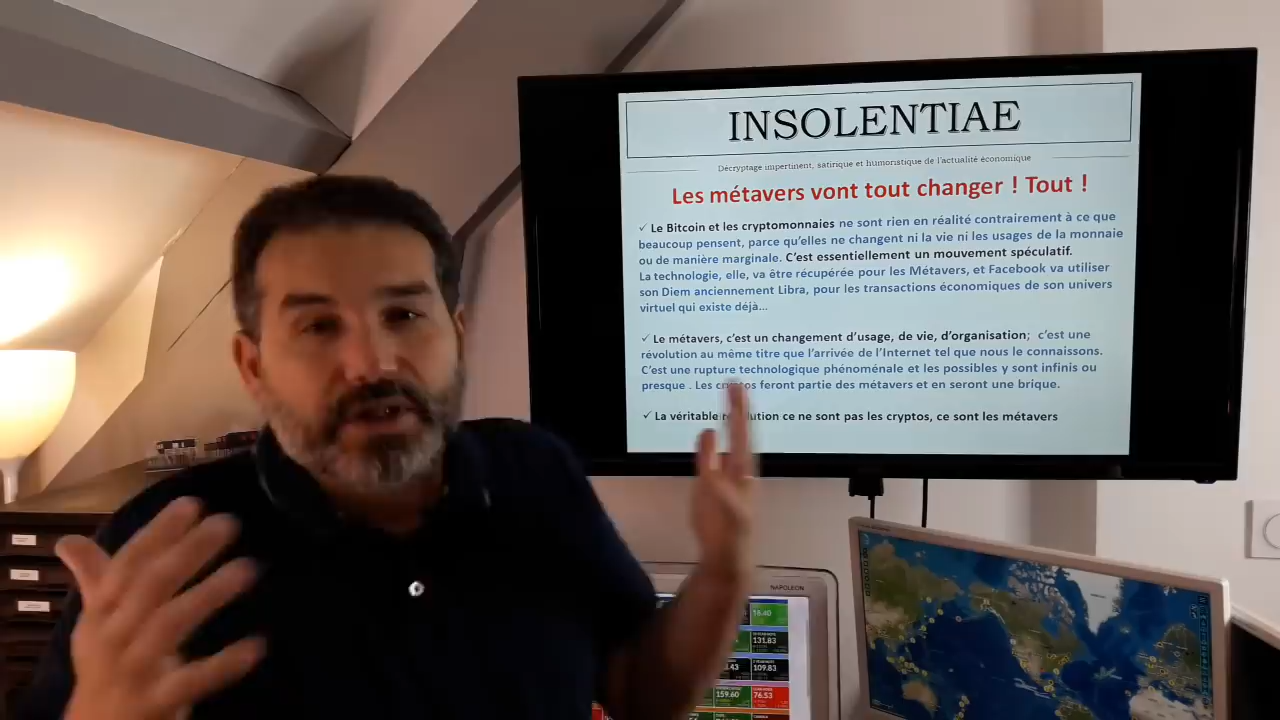 INSOLENTIAE
Décryptage impertinent, satirique et humoristique de l'actualité économique
Les métavers vont tout changer ! Tout !
✓ Le Bitcoin et les cryptomonnaies ne sont rien en réalité contrairement à ce que
beaucoup pensent, parce qu'elles ne changent ni la vie ni les usages de la monnaie
ou de manière marginale. C'est essentiellement un mouvement spéculatif.
La technologie, elle, va être récupérée pour les Métavers, et Facebook va utiliser
son Diem anciennement Libra, pour les transactions économiques de son univers
virtuel qui existe déjà...
✓ Le métavers, c'est un changement d'usage, de vie, d'organisation; c'est une
révolution au même titre que l'arrivée de l'Internet tel que nous le connaissons.
C'est une rupture technologique phénoménale et les possibles y sont infinis ou
presque . Les cryptos feront partie des métavers et en seront une brique.
✓ La véritable révolution ce ne sont pas les cryptos, ce sont les métavers
NAPOLEON
18.40
131.83
109.83
159.60
76.53